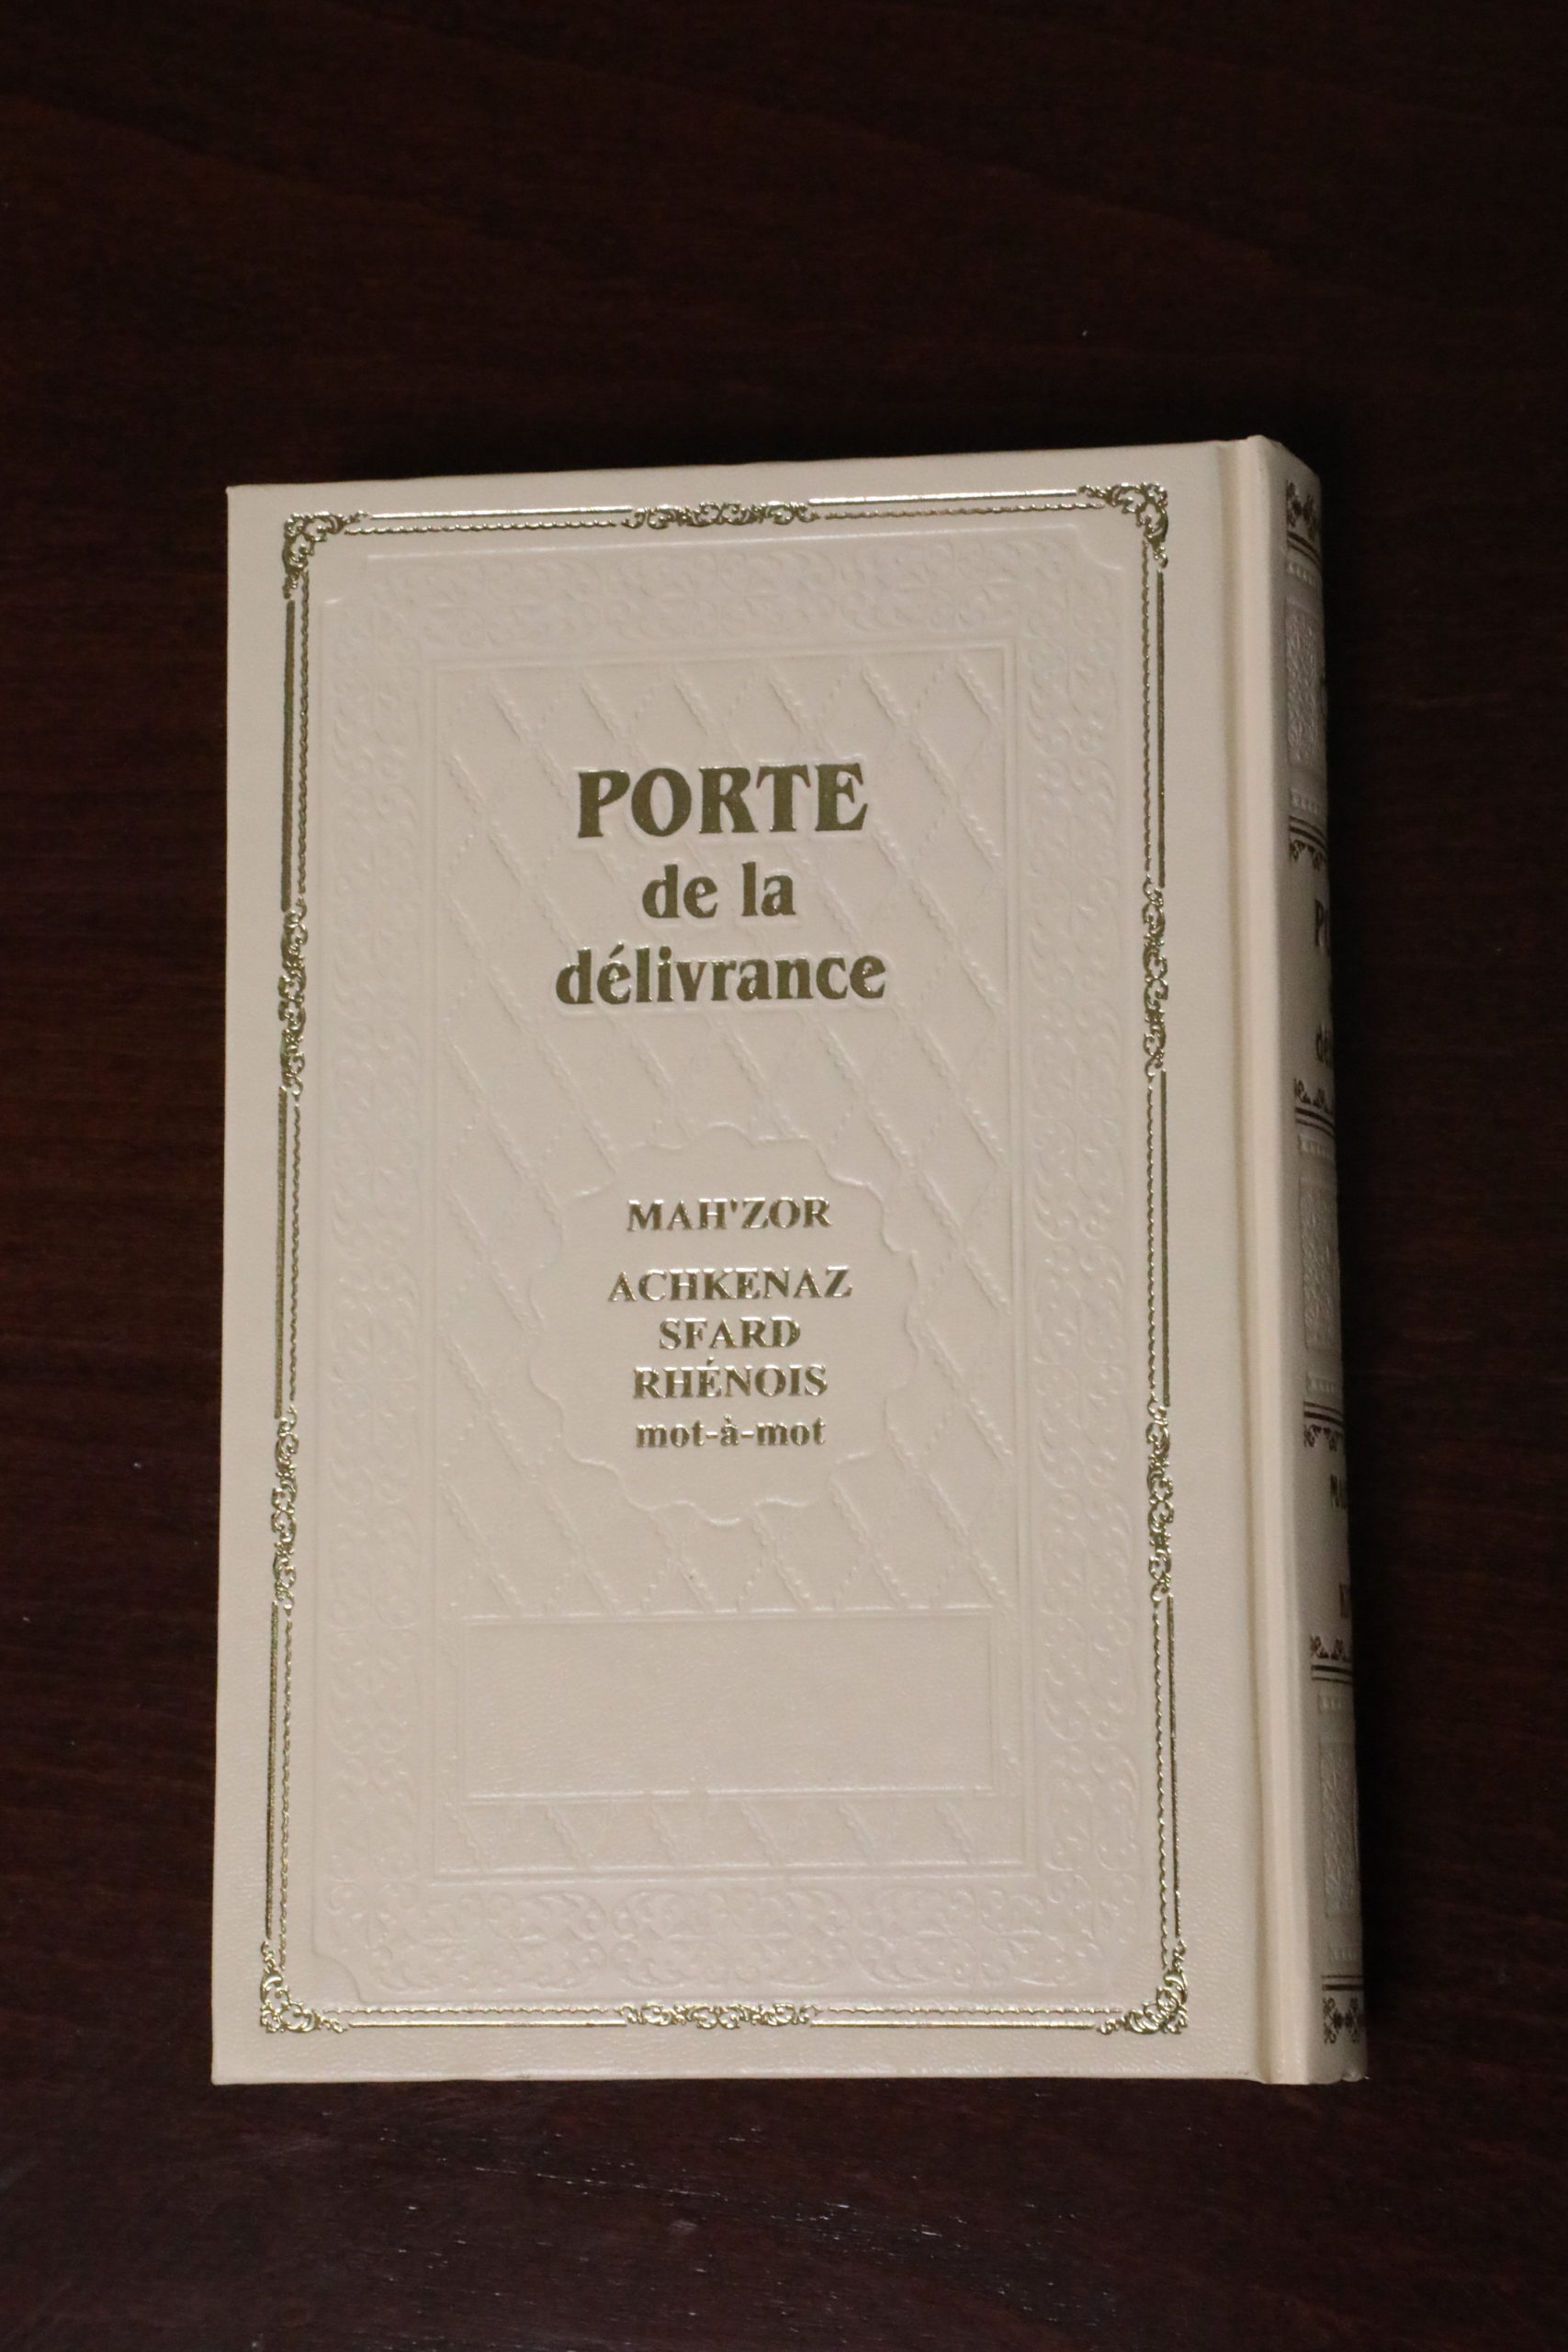 PORTE
de la
délivrance
MAH'ZOR
ACHKENAZ
SFARD
RHÉNOIS
mot-à-mot